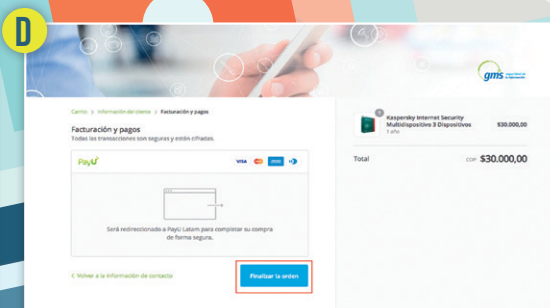 D
gms
Carrito > Información del cliente > Facturación y pagos
Facturación y pagos
Todas las transacciones son seguras y están cifradas.
PayU
VISA
Será redireccionado a PayU Latam para completar su compra
de forma segura.
< Volver a la información de contacto
Finalizar la orden
Kaspersky Internet Security
Multidispositivo 3 Dispositivos
1 año
$30.000,00
Total
COP $30.000,00